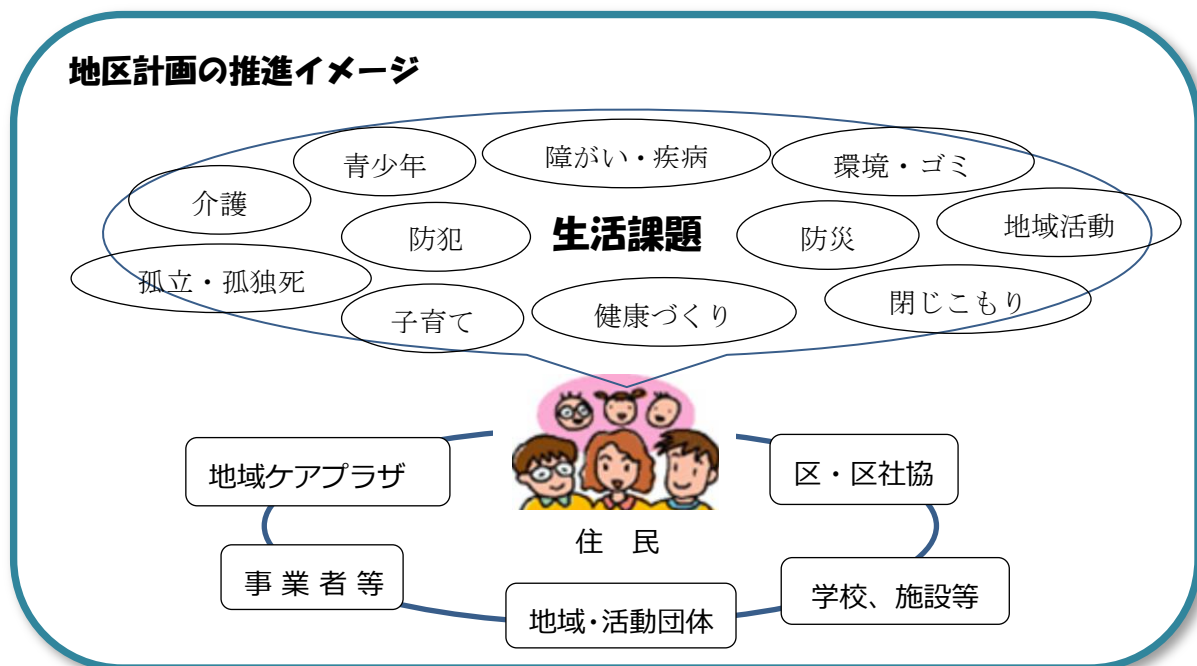 地区計画の推進イメージ
青少年
障がい・疾病
環境・ゴミ
介護
防犯
生活課題
防災
地域活動
孤立・孤独死
子育て
健康づくり
閉じこもり
地域ケアプラザ
区・区社協
住　民
事 業 者 等
学校、施設等
地域・活動団体